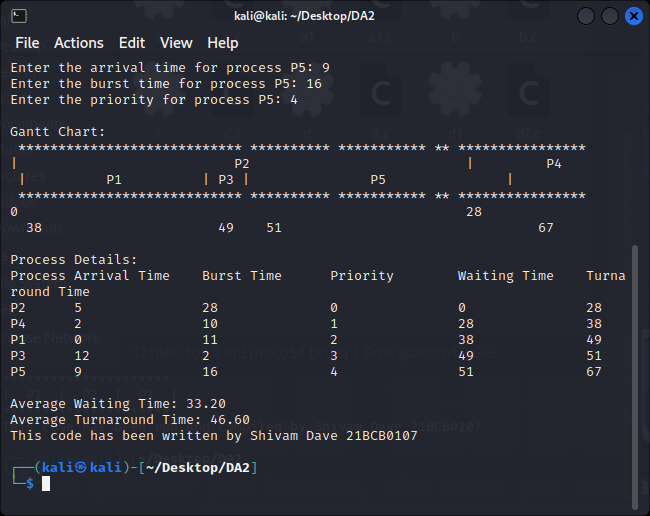 kali@kali: ~/Desktop/DA2
File Actions Edit View Help
Enter the arrival time for process P5: 9
Enter the burst time for process P5: 16
Enter the priority for process P5: 4
Gantt Chart:
**************************** ********** *********** ** ****************
| P2 | P4
| P1 | P3 | P5 |
**************************** ********** *********** ** ****************
0 28
38 49 51 67
Process Details:
Process Arrival Time Burst Time Priority Waiting Time Turna
round Time
P2 5 28 0 0 28
P4 2 10 1 28 38
P1 0 11 2 38 49
P3 12 2 3 49 51
P5 9 16 4 51 67
Average Waiting Time: 33.20
Average Turnaround Time: 46.60
This code has been written by Shivam Dave 21BCB0107
┌──(kali㉿kali)-[~/Desktop/DA2]
└─$